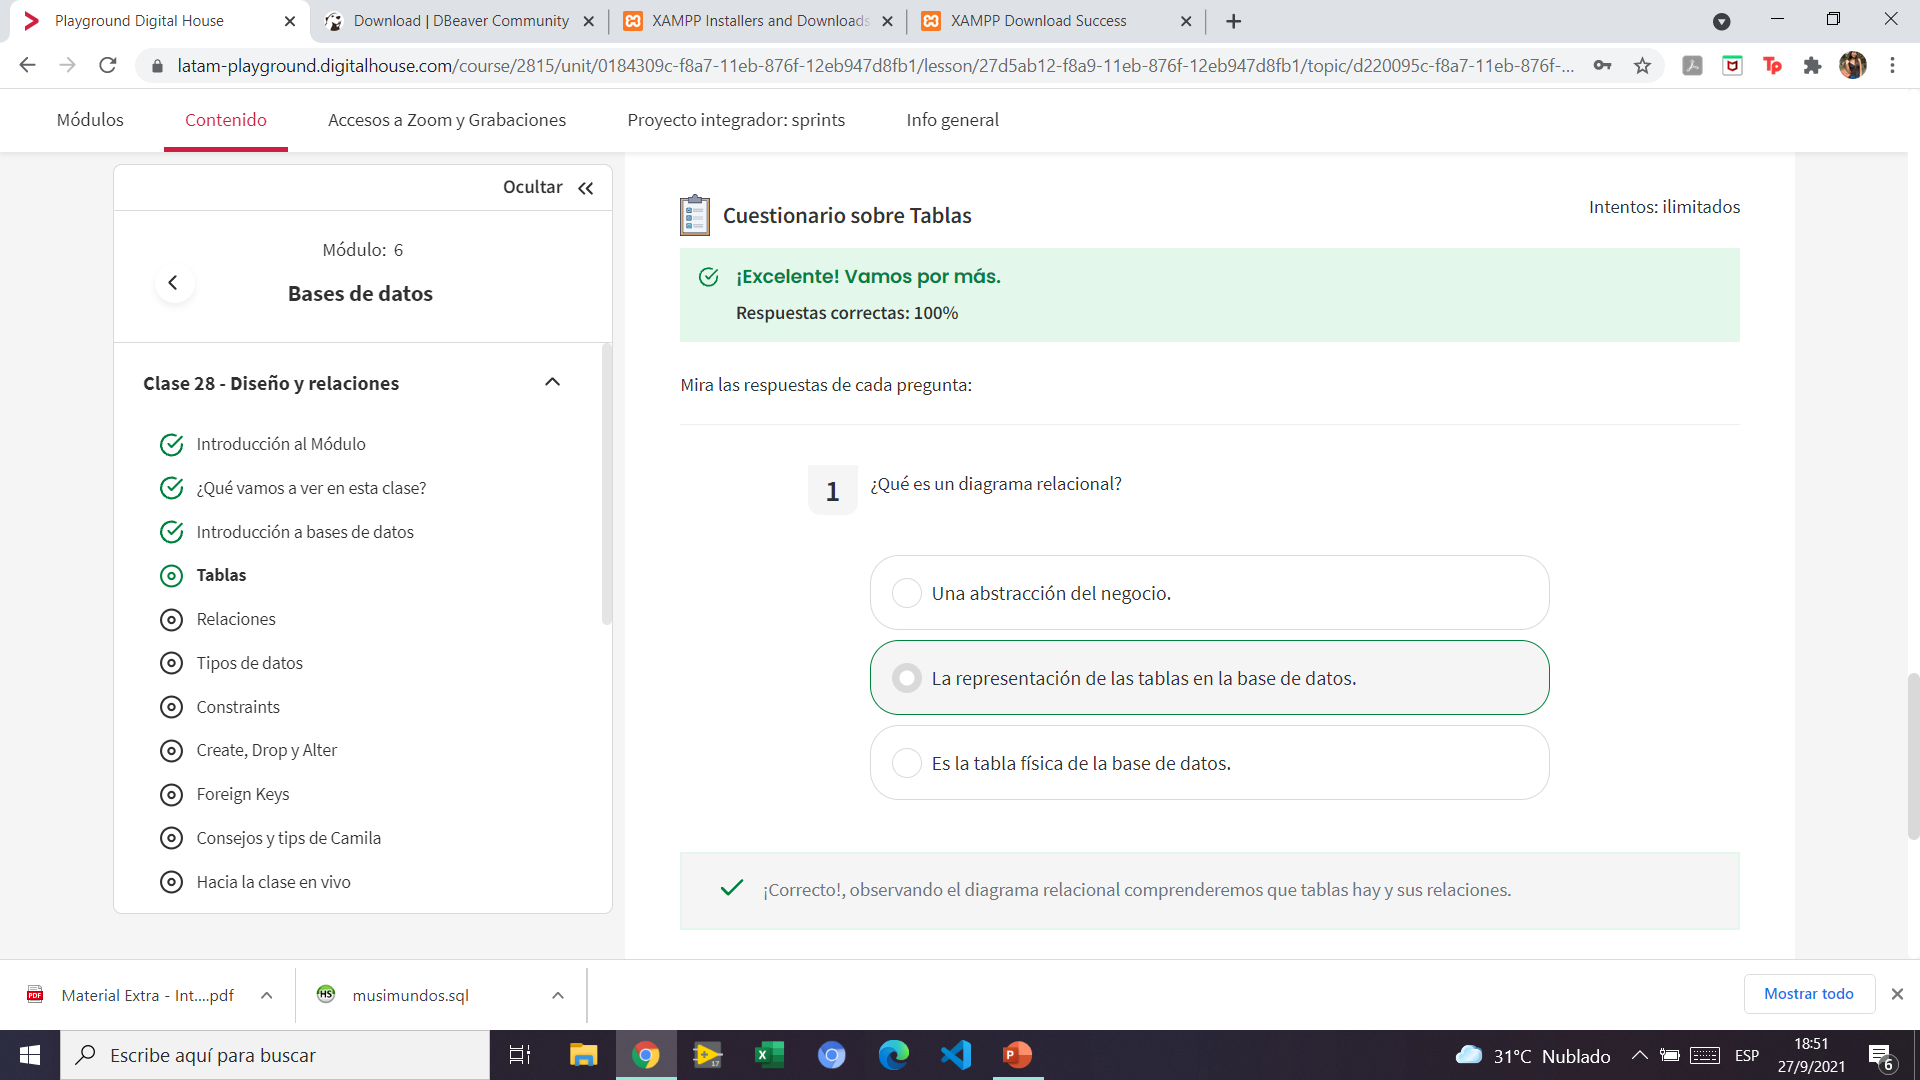 Playground Digital House
Download | DBeaver Community
XAMPP Installers and Downloads
XAMPP Download Success
latam-playground.digitalhouse.com/course/2815/unit/0184309c-f8a7-11eb-876f-12eb947d8fb1/lesson/27d5ab12-f8a9-11eb-876f-12eb947d8fb1/topic/d220095c-f8a7-11eb-876f-...
Módulos
Contenido
Accesos a Zoom y Grabaciones
Proyecto integrador: sprints
Info general
Ocultar
Módulo: 6
Bases de datos
Clase 28 - Diseño y relaciones
Introducción al Módulo
¿Qué vamos a ver en esta clase?
Introducción a bases de datos
Tablas
Relaciones
Tipos de datos
Constraints
Create, Drop y Alter
Foreign Keys
Consejos y tips de Camila
Hacia la clase en vivo
Cuestionario sobre Tablas
Intentos: ilimitados
¡Excelente! Vamos por más.
Respuestas correctas: 100%
Mira las respuestas de cada pregunta:
1
¿Qué es un diagrama relacional?
Una abstracción del negocio.
La representación de las tablas en la base de datos.
Es la tabla física de la base de datos.
¡Correcto!, observando el diagrama relacional comprenderemos que tablas hay y sus relaciones.
PDF
Material Extra - Int....pdf
HS
musimundos.sql
Mostrar todo
Escribe aquí para buscar
31°C Nublado
ESP
18:51
27/9/2021
6